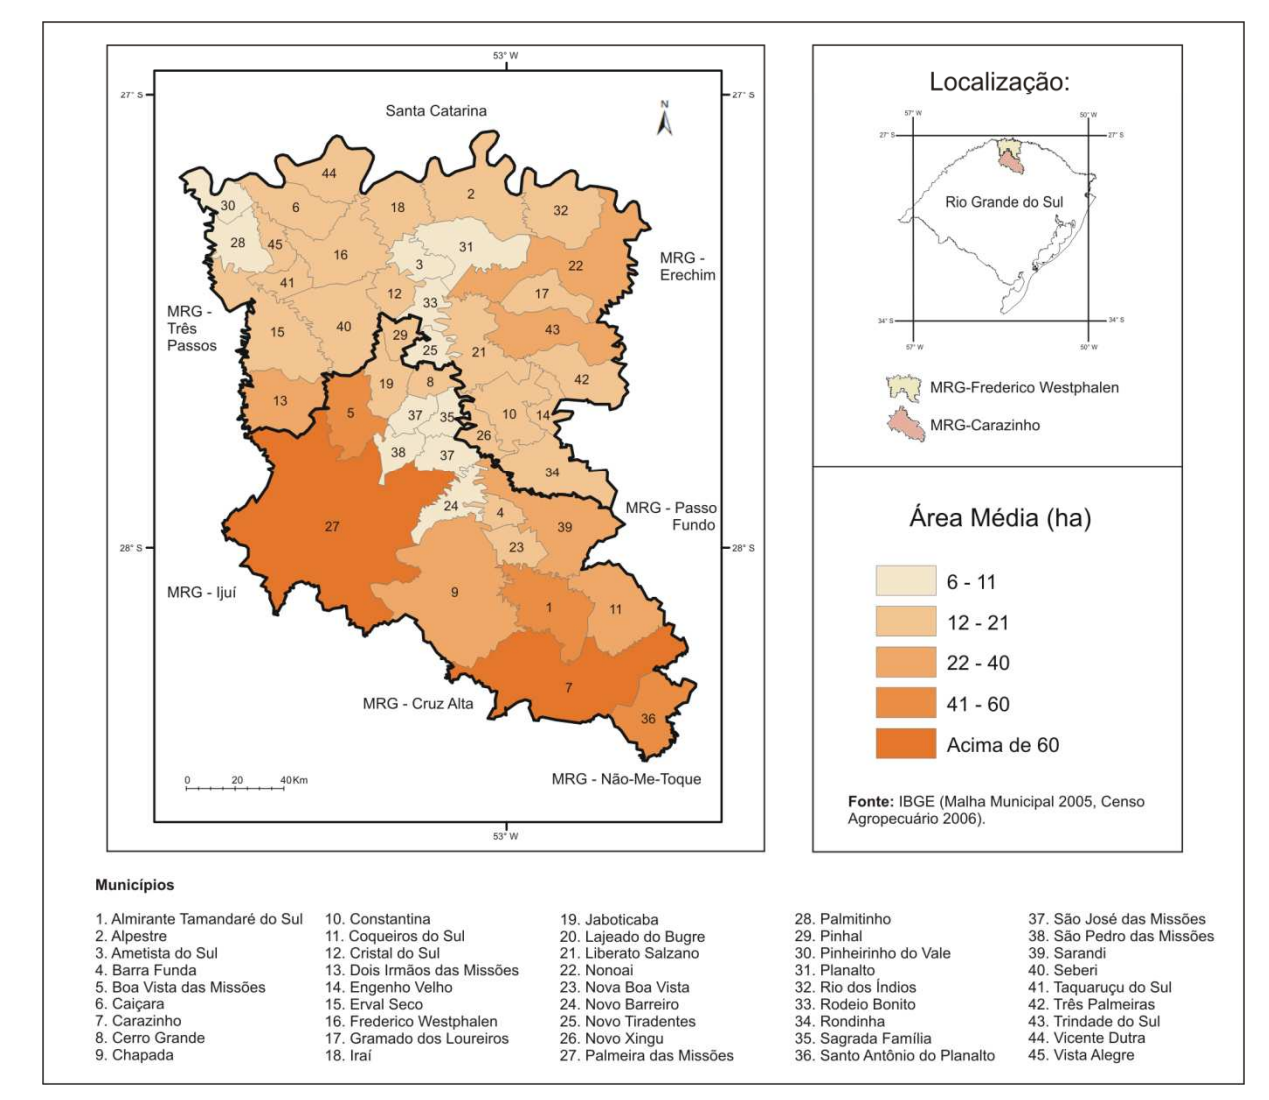 53° W
27° S
27° S
Santa Catarina
N
44
30
6
18
2
32
28
45
16
31
3
22
MRG -
Erechim
41
12
33
17
MRG -
Três
Passos
15
40
29
25
21
43
13
5
19
8
42
37
35
10
14
26
38
37
34
24
4
39
MRG - Passo
Fundo
27
23
28° S
28° S
MRG - Ijuí
9
1
11
7
MRG - Cruz Alta
36
MRG - Não-Me-Toque
0 20 40Km
53° W
Localização:
57° W
50° W
27° S
27° S
Rio Grande do Sul
34° S
34° S
57° W
50° W
MRG-Frederico Westphalen
MRG-Carazinho
Área Média (ha)
6 - 11
12 - 21
22 - 40
41 - 60
Acima de 60
Fonte: IBGE (Malha Municipal 2005, Censo
Agropecuário 2006).
Municípios
1. Almirante Tamandaré do Sul
2. Alpestre
3. Ametista do Sul
4. Barra Funda
5. Boa Vista das Missões
6. Caiçara
7. Carazinho
8. Cerro Grande
9. Chapada
10. Constantina
11. Coqueiros do Sul
12. Cristal do Sul
13. Dois Irmãos das Missões
14. Engenho Velho
15. Erval Seco
16. Frederico Westphalen
17. Gramado dos Loureiros
18. Iraí
19. Jaboticaba
20. Lajeado do Bugre
21. Liberato Salzano
22. Nonoai
23. Nova Boa Vista
24. Novo Barreiro
25. Novo Tiradentes
26. Novo Xingu
27. Palmeira das Missões
28. Palmitinho
29. Pinhal
30. Pinheirinho do Vale
31. Planalto
32. Rio dos Índios
33. Rodeio Bonito
34. Rondinha
35. Sagrada Família
36. Santo Antônio do Planalto
37. São José das Missões
38. São Pedro das Missões
39. Sarandi
40. Seberi
41. Taquaruçu do Sul
42. Três Palmeiras
43. Trindade do Sul
44. Vicente Dutra
45. Vista Alegre